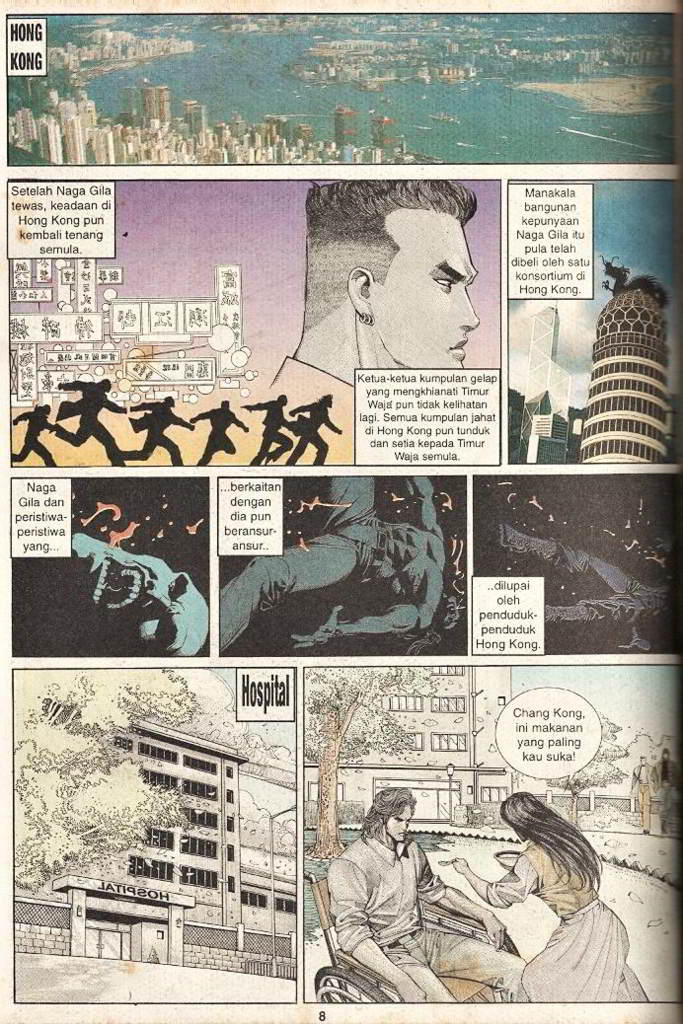 HONG
KONG
Setelah Naga Gila
tewas, keadaan di
Hong Kong pun
kembali tenang
semula.
Ketua-ketua kumpulan gelap
yang mengkhianati Timur
Waja pun tidak kelihatan
lagi. Semua kumpulan jahat
di Hong Kong pun tunduk
dan setia kepada Timur
Waja semula.
Manakala
bangunan
kepunyaan
Naga Gila itu
pula telah
dibeli oleh satu
konsortium di
Hong Kong.
Naga
Gila dan
peristiwa-
peristiwa
yang...
...berkaitan
dengan
dia pun
beransur-
ansur..
..dilupai
oleh
penduduk-
penduduk
Hong Kong.
Hospital
HOSPITAL
Chang Kong,
ini makanan
yang paling
kau suka!
8